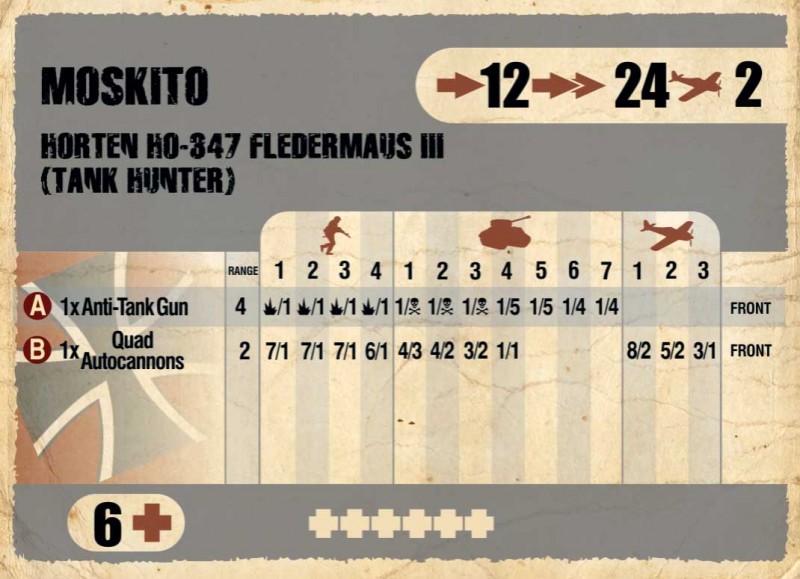 MOSKITO
12 24 2
HORTEN HO-347 FLEDERMAUS III
(TANK HUNTER)
RANGE 1 2 3 4 1 2 3 4 5 6 7 1 2 3
A 1x Anti-Tank Gun 4 /1 /1 /1 /1 1/ 1/ 1/ 1/5 1/5 1/4 1/4 FRONT
B 1x Quad Autocannons 2 7/1 7/1 7/1 6/1 4/3 4/2 3/2 1/1 8/2 5/2 3/1 FRONT
6